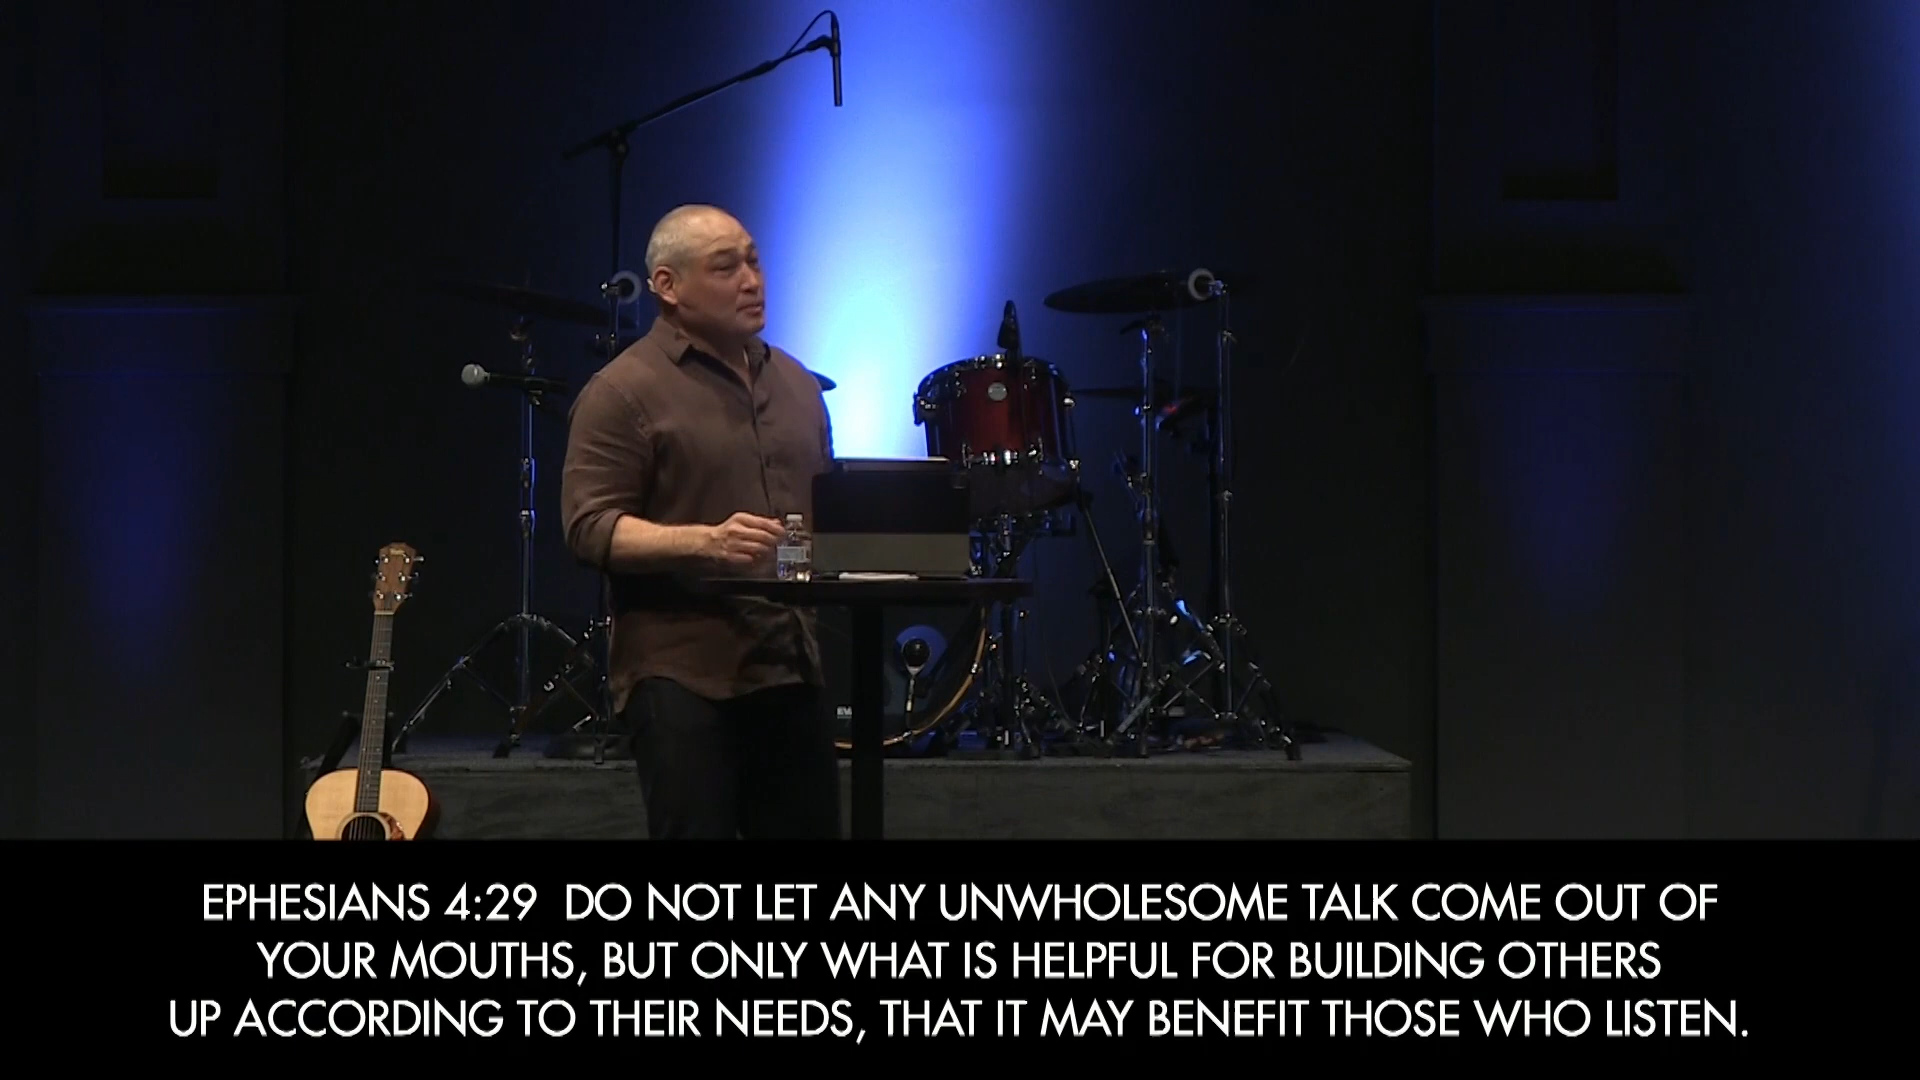 EPHESIANS 4:29  DO NOT LET ANY UNWHOLESOME TALK COME OUT OF
YOUR MOUTHS, BUT ONLY WHAT IS HELPFUL FOR BUILDING OTHERS
UP ACCORDING TO THEIR NEEDS, THAT IT MAY BENEFIT THOSE WHO LISTEN.